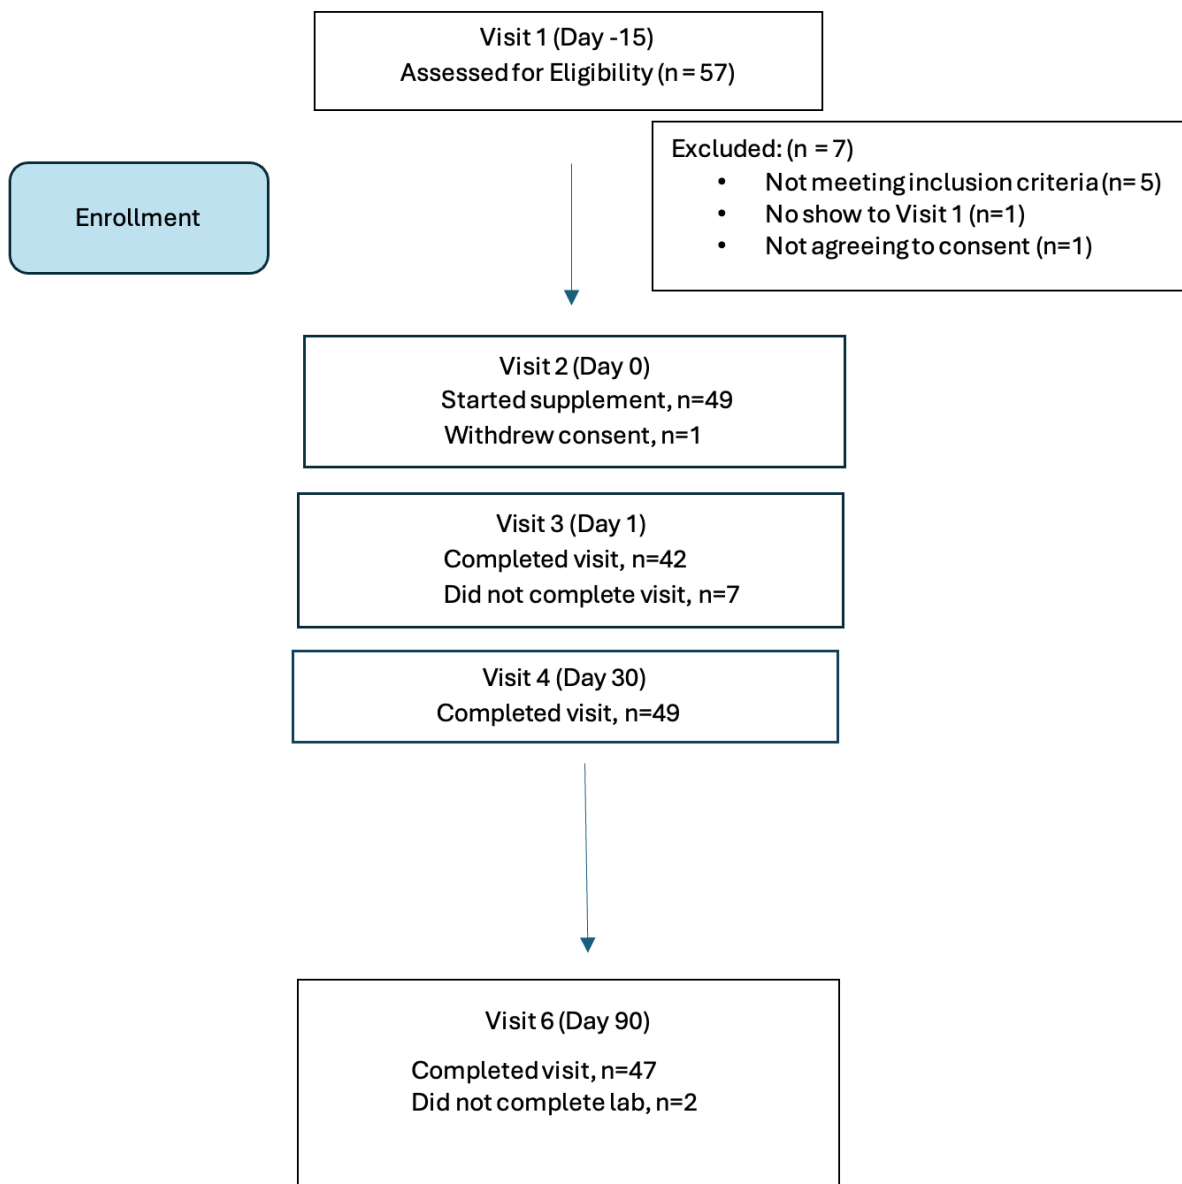 Visit 1 (Day -15)
Assessed for Eligibility (n = 57)
Excluded: (n = 7)
• Not meeting inclusion criteria (n= 5)
• No show to Visit 1 (n=1)
• Not agreeing to consent (n=1)
Enrollment
Visit 2 (Day 0)
Started supplement, n=49
Withdrew consent, n=1
Visit 3 (Day 1)
Completed visit, n=42
Did not complete visit, n=7
Visit 4 (Day 30)
Completed visit, n=49
Visit 6 (Day 90)
Completed visit, n=47
Did not complete lab, n=2